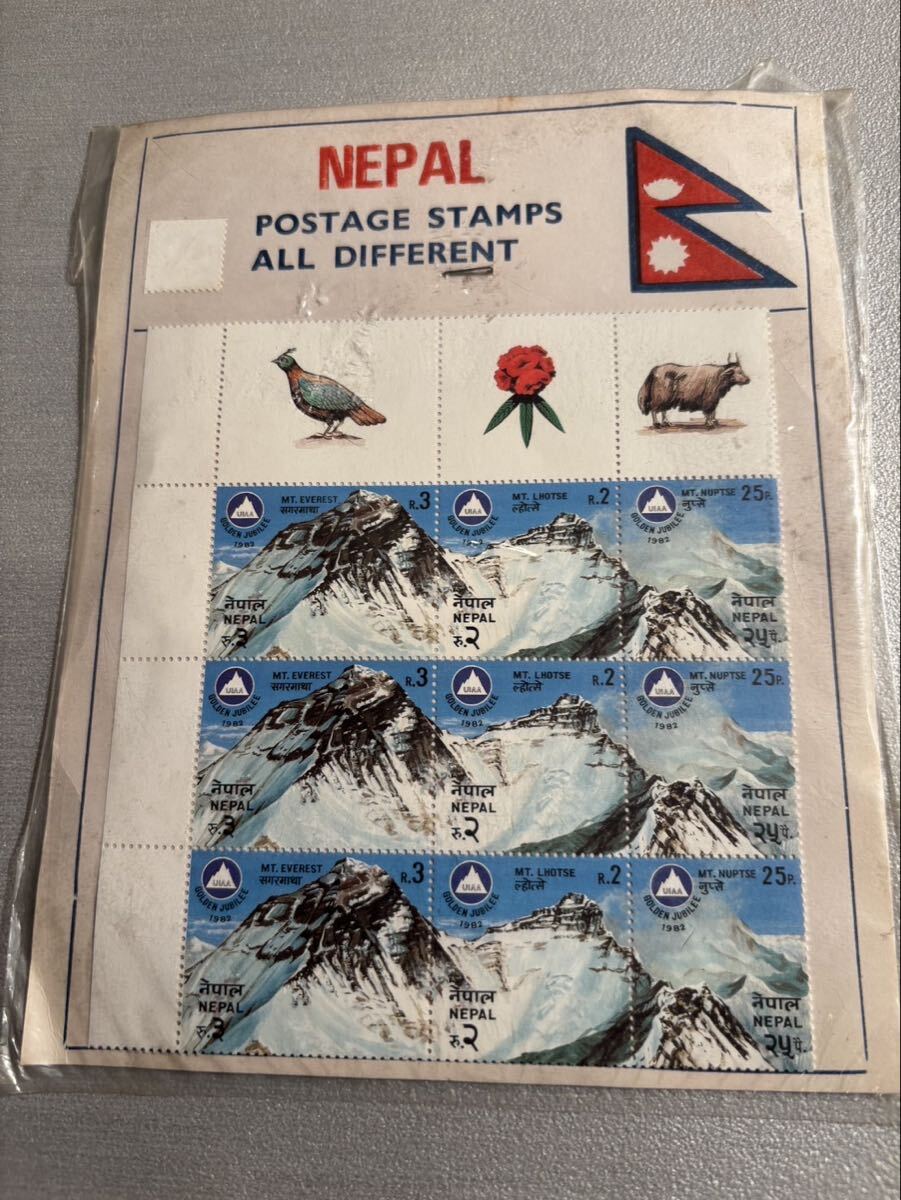 NEPAL
POSTAGE STAMPS
ALL DIFFERENT
UIAA
GOLDEN JUBILEE
1982
MT. EVEREST
सगरमाथा
R.3
नेपाल
NEPAL
रु.३
UIAA
GOLDEN JUBILEE
1982
MT. LHOTSE
ल्होत्से
R.2
नेपाल
NEPAL
रु.२
UIAA
GOLDEN JUBILEE
1982
MT. NUPTSE
नुप्से
25P.
नेपाल
NEPAL
२५पै.
UIAA
GOLDEN JUBILEE
1982
MT. EVEREST
सगरमाथा
R.3
नेपाल
NEPAL
रु.३
UIAA
GOLDEN JUBILEE
1982
MT. LHOTSE
ल्होत्से
R.2
नेपाल
NEPAL
रु.२
UIAA
GOLDEN JUBILEE
1982
MT. NUPTSE
नुप्से
25P.
नेपाल
NEPAL
२५पै.
UIAA
GOLDEN JUBILEE
1982
MT. EVEREST
सगरमाथा
R.3
नेपाल
NEPAL
रु.३
UIAA
GOLDEN JUBILEE
1982
MT. LHOTSE
ल्होत्से
R.2
नेपाल
NEPAL
रु.२
UIAA
GOLDEN JUBILEE
1982
MT. NUPTSE
नुप्से
25P.
नेपाल
NEPAL
२५पै.